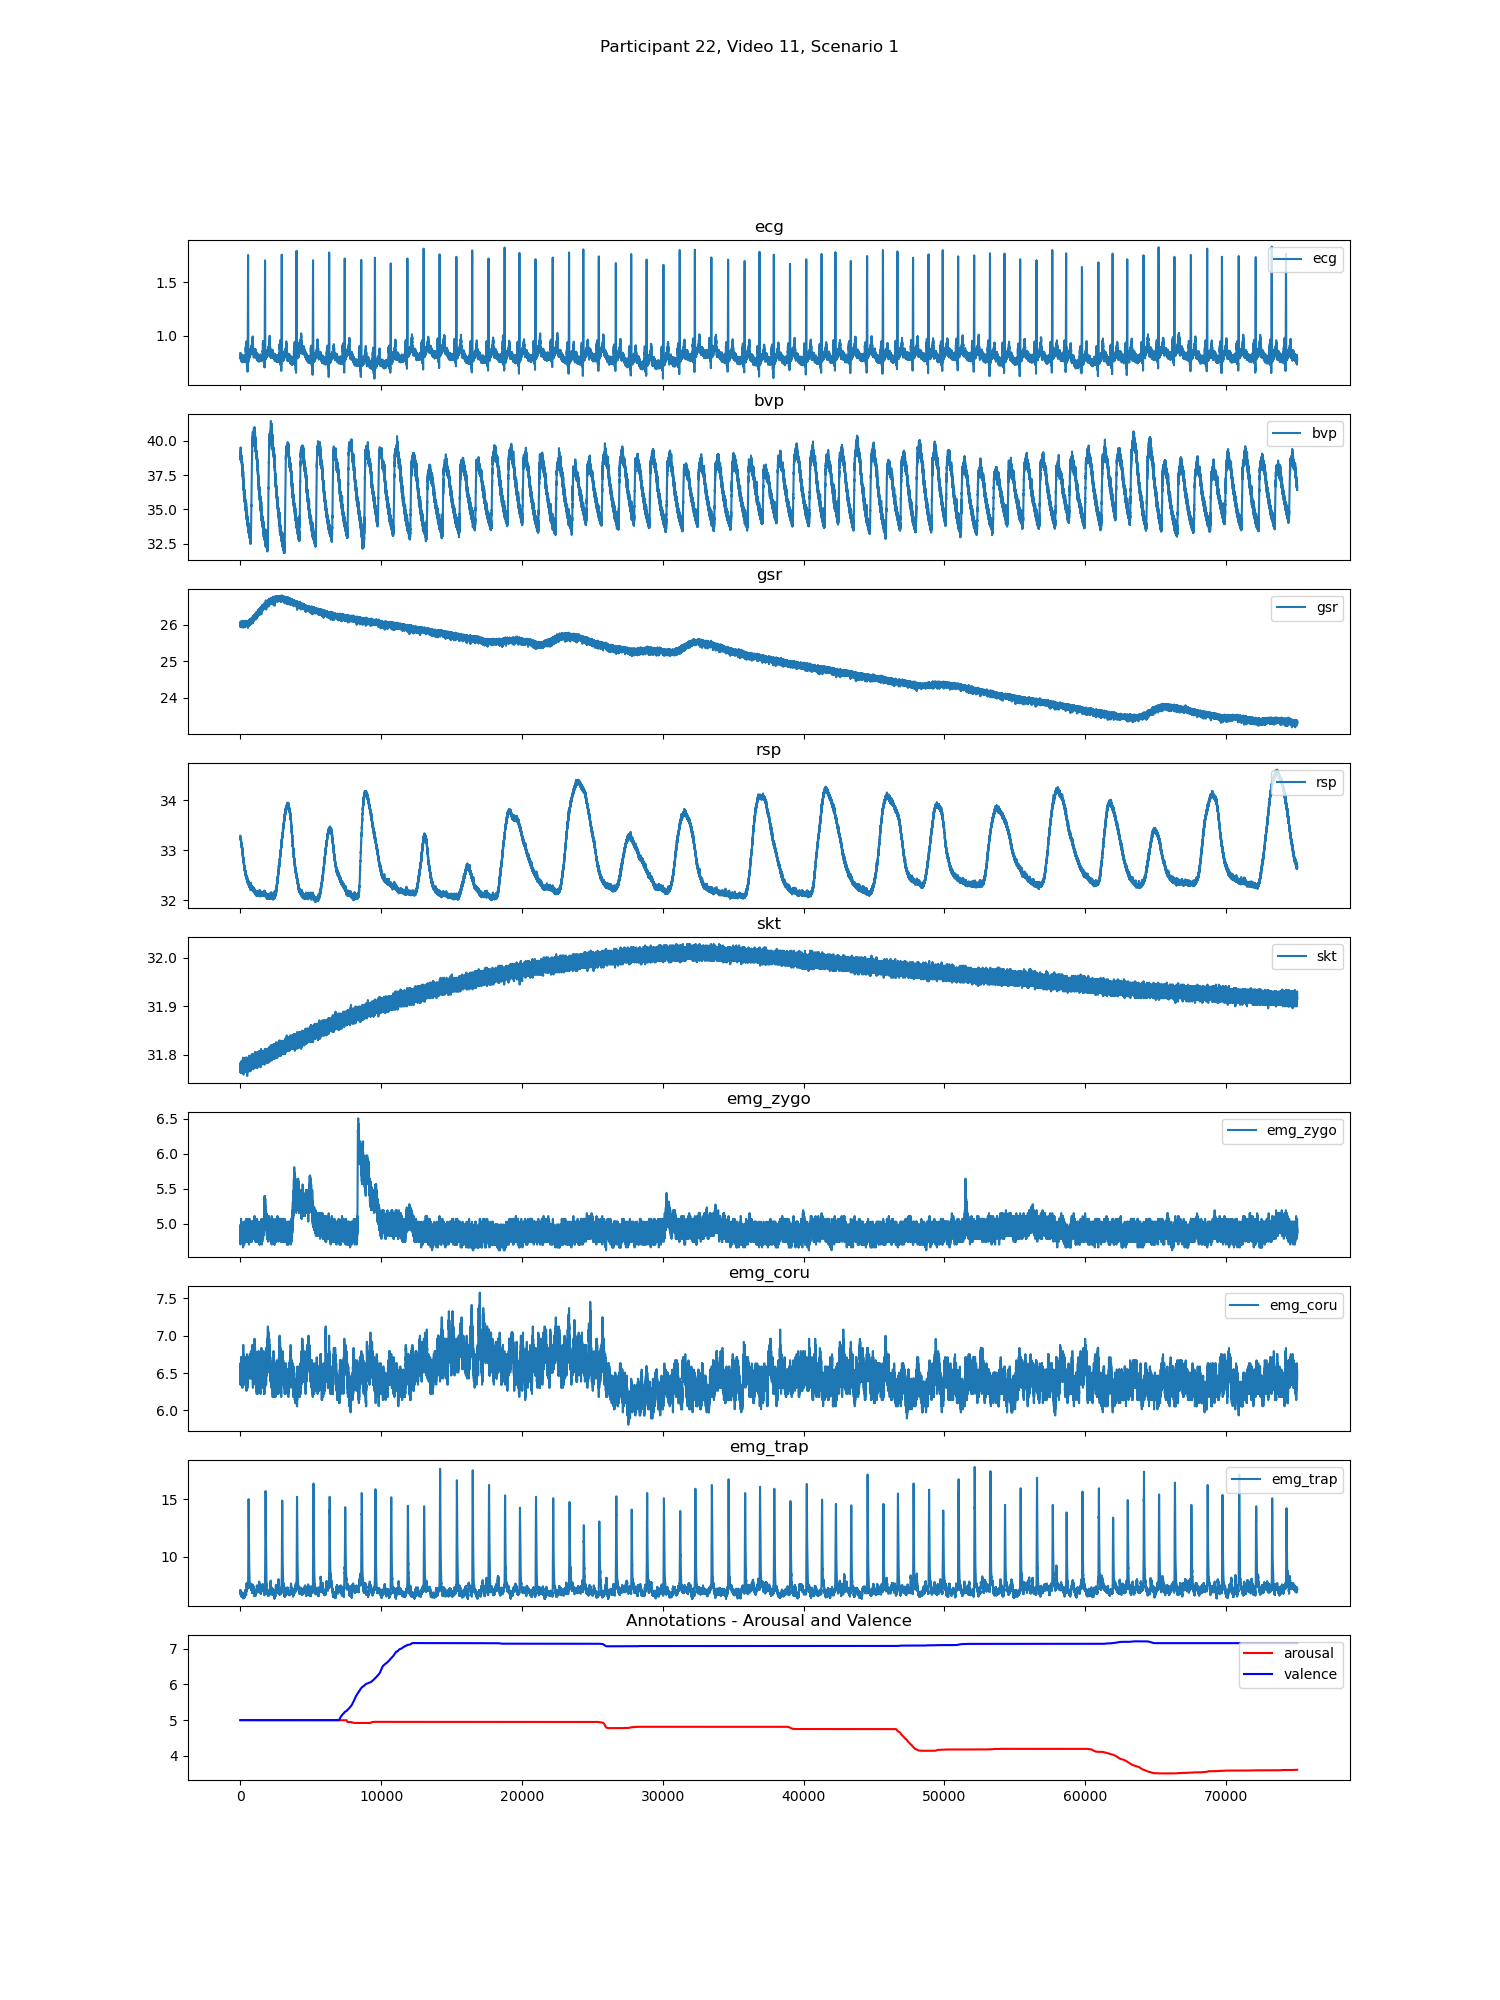 Participant 22, Video 11, Scenario 1
ecg
ecg
1.5
1.0
bvp
bvp
40.0
37.5
35.0
32.5
gsr
gsr
26
25
24
rsp
rsp
34
33
32
skt
skt
32.0
31.9
31.8
emg_zygo
emg_zygo
6.5
6.0
5.5
5.0
emg_coru
emg_coru
7.5
7.0
6.5
6.0
emg_trap
emg_trap
15
10
Annotations - Arousal and Valence
arousal
valence
7
6
5
4
0 10000 20000 30000 40000 50000 60000 70000